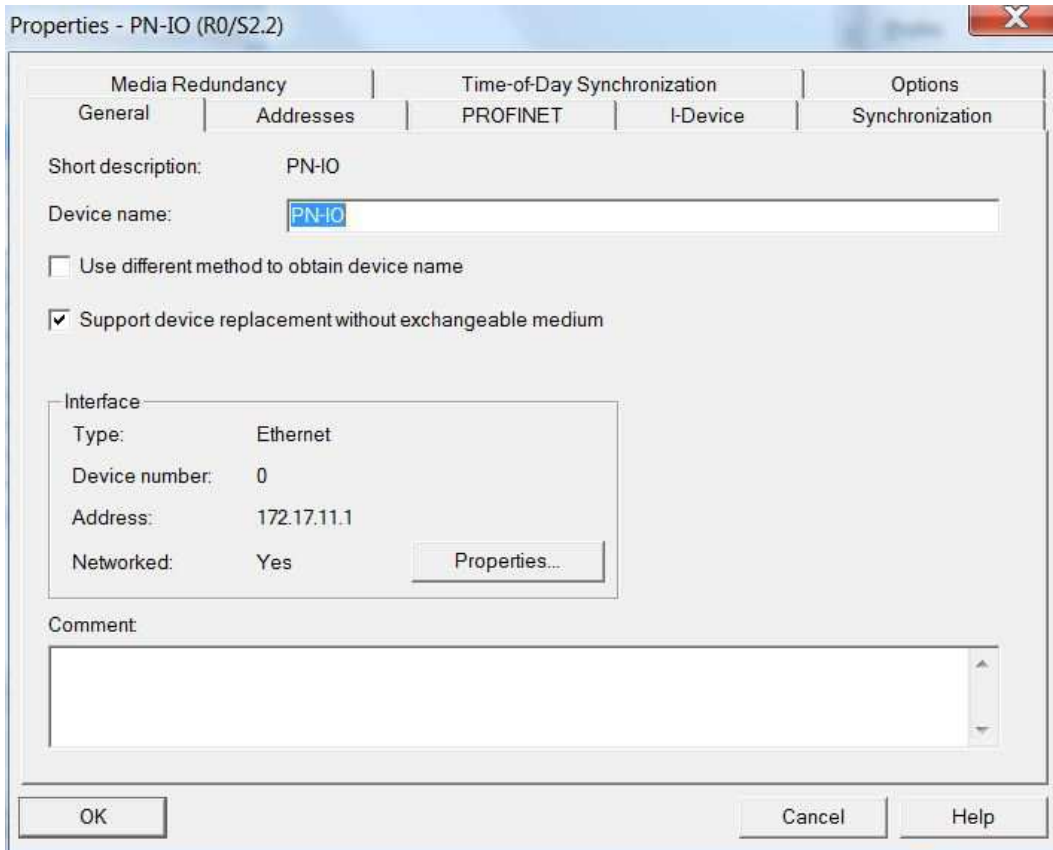 Properties - PN-IO (R0/S2.2)
Media Redundancy Time-of-Day Synchronization Options
General Addresses PROFINET I-Device Synchronization
Short description: PN-IO
Device name: PN-IO
Use different method to obtain device name
Support device replacement without exchangeable medium
Interface
Type: Ethernet
Device number: 0
Address: 172.17.11.1
Networked: Yes Properties...
Comment:
OK Cancel Help